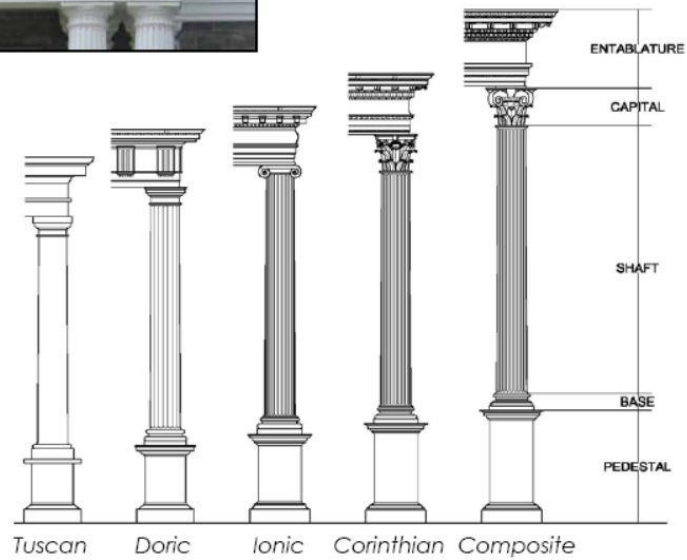 ENTABLATURE
CAPITAL
SHAFT
BASE
PEDESTAL
Tuscan Doric Ionic Corinthian Composite